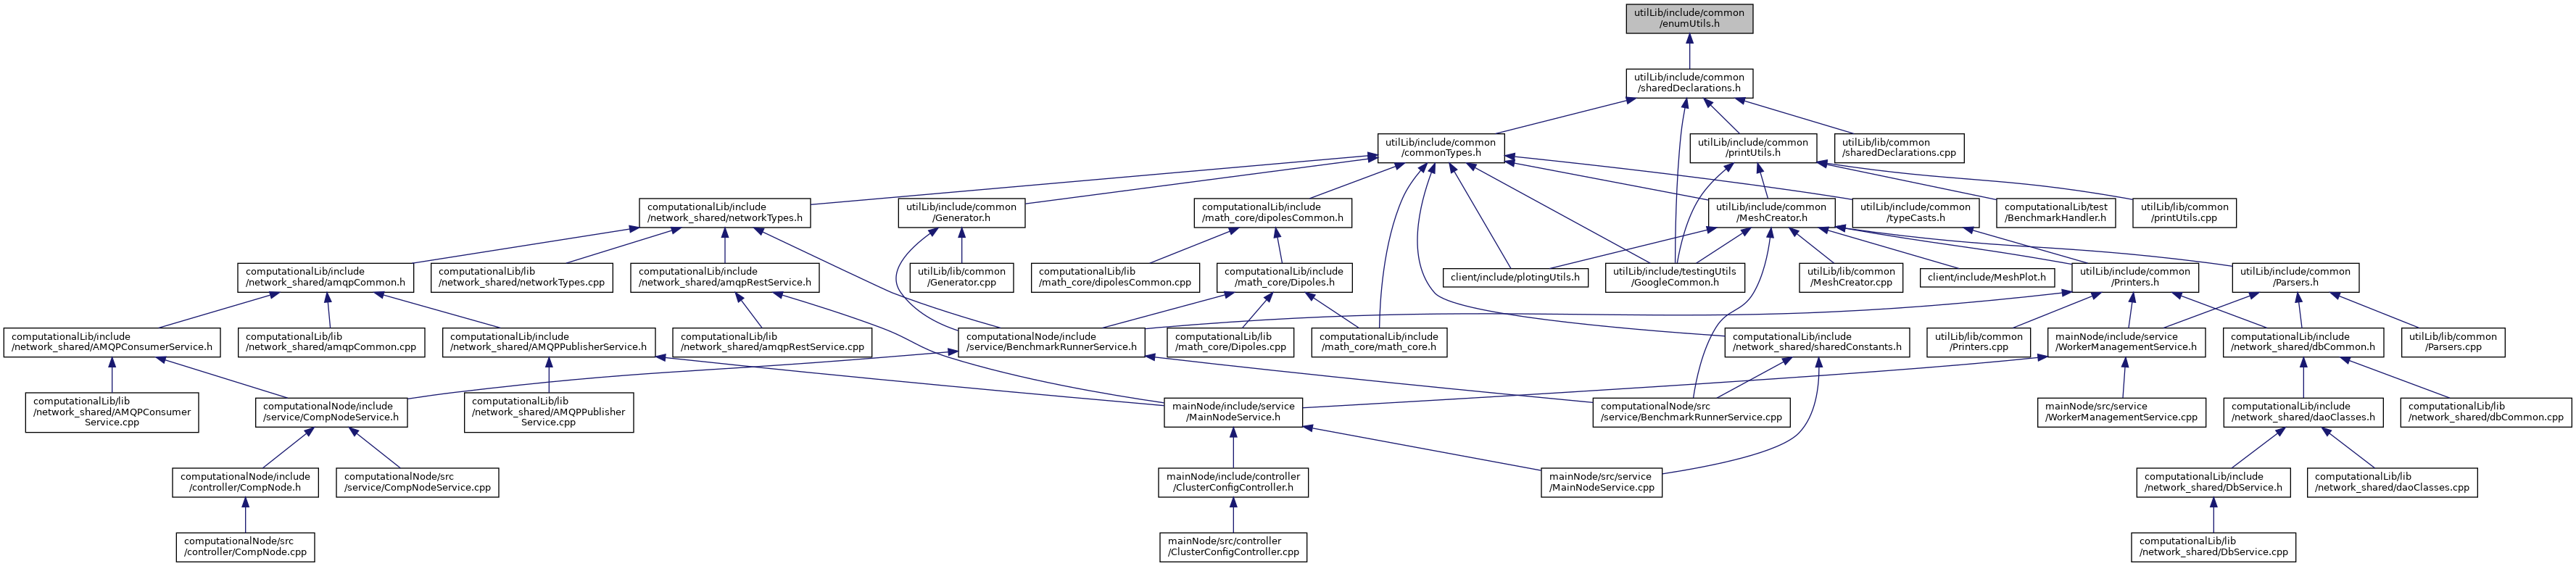 utilLib/include/common
/enumUtils.h
utilLib/include/common
/sharedDeclarations.h
utilLib/include/common
/commonTypes.h
utilLib/include/common
/printUtils.h
utilLib/lib/common
/sharedDeclarations.cpp
computationalLib/include
/network_shared/networkTypes.h
utilLib/include/common
/Generator.h
computationalLib/include
/math_core/dipolesCommon.h
utilLib/include/common
/MeshCreator.h
utilLib/include/common
/typeCasts.h
computationalLib/test
/BenchmarkHandler.h
utilLib/lib/common
/printUtils.cpp
computationalLib/include
/network_shared/amqpCommon.h
computationalLib/lib
/network_shared/networkTypes.cpp
computationalLib/include
/network_shared/amqpRestService.h
utilLib/lib/common
/Generator.cpp
computationalLib/lib
/math_core/dipolesCommon.cpp
computationalLib/include
/math_core/Dipoles.h
client/include/plotingUtils.h
utilLib/include/testingUtils
/GoogleCommon.h
utilLib/lib/common
/MeshCreator.cpp
client/include/MeshPlot.h
utilLib/include/common
/Printers.h
utilLib/include/common
/Parsers.h
computationalLib/include
/network_shared/AMQPConsumerService.h
computationalLib/lib
/network_shared/amqpCommon.cpp
computationalLib/include
/network_shared/AMQPPublisherService.h
computationalLib/lib
/network_shared/amqpRestService.cpp
computationalNode/include
/service/BenchmarkRunnerService.h
computationalLib/lib
/math_core/Dipoles.cpp
computationalLib/include
/math_core/math_core.h
computationalLib/include
/network_shared/sharedConstants.h
utilLib/lib/common
/Printers.cpp
mainNode/include/service
/WorkerManagementService.h
computationalLib/include
/network_shared/dbCommon.h
utilLib/lib/common
/Parsers.cpp
computationalLib/lib
/network_shared/AMQPConsumer
Service.cpp
computationalNode/include
/service/CompNodeService.h
computationalLib/lib
/network_shared/AMQPPublisher
Service.cpp
mainNode/include/service
/MainNodeService.h
computationalNode/src
/service/BenchmarkRunnerService.cpp
mainNode/src/service
/WorkerManagementService.cpp
computationalLib/include
/network_shared/daoClasses.h
computationalLib/lib
/network_shared/dbCommon.cpp
computationalNode/include
/controller/CompNode.h
computationalNode/src
/service/CompNodeService.cpp
mainNode/include/controller
/ClusterConfigController.h
mainNode/src/service
/MainNodeService.cpp
computationalLib/include
/network_shared/DbService.h
computationalLib/lib
/network_shared/daoClasses.cpp
computationalNode/src
/controller/CompNode.cpp
mainNode/src/controller
/ClusterConfigController.cpp
computationalLib/lib
/network_shared/DbService.cpp